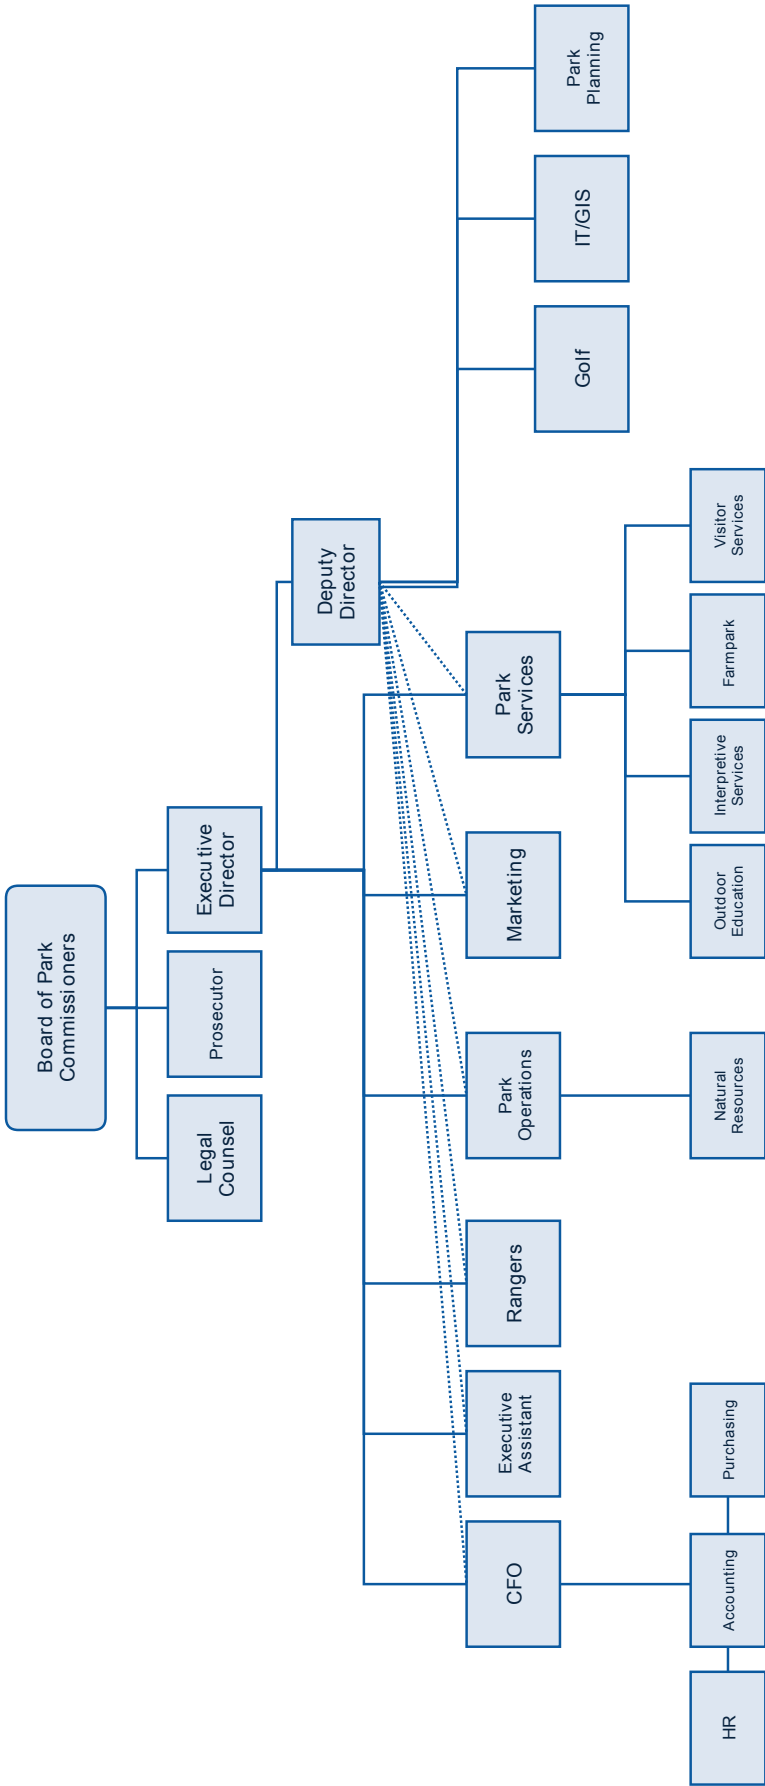 Board of Park
Commissioners
Legal
Counsel
Prosecutor
Executive
Director
Deputy
Director
CFO
Executive
Assistant
Rangers
Park
Operations
Marketing
Park
Services
Golf
IT/GIS
Park
Planning
HR
Accounting
Purchasing
Natural
Resources
Outdoor
Education
Interpretive
Services
Farmpark
Visitor
Services